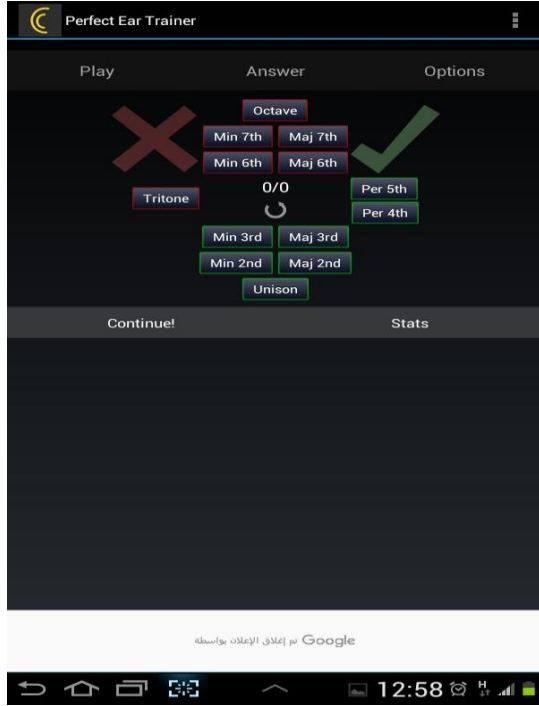 Perfect Ear Trainer
Play Answer Options
Octave
Min 7th Maj 7th
Min 6th Maj 6th
Tritone 0/0 Per 5th
Per 4th
Min 3rd Maj 3rd
Min 2nd Maj 2nd
Unison
Continue! Stats
تم إغلاق الإعلان بواسطة Google
12:58 H